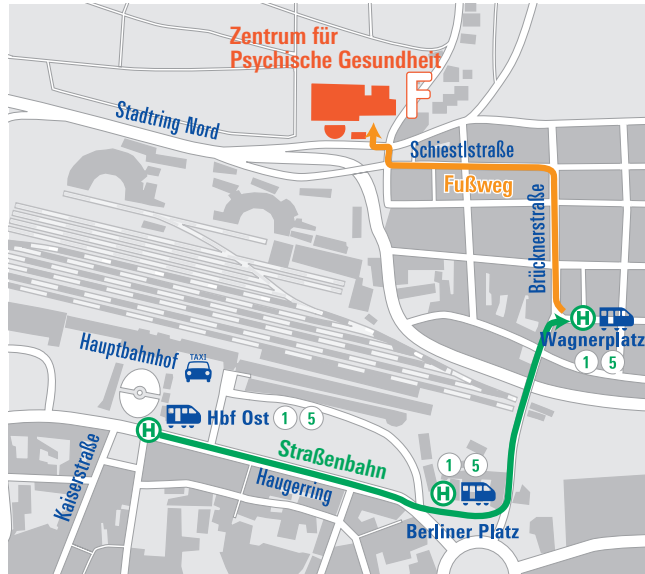 Zentrum für
Psychische Gesundheit
F
Stadtring Nord
Schiestlstraße
Fußweg
Brücknerstraße
H
Wagnerplatz
1 5
Hauptbahnhof
TAXI
Hbf Ost 1 5
H
Straßenbahn
Haugerring
Kaiserstraße
1 5
H
Berliner Platz